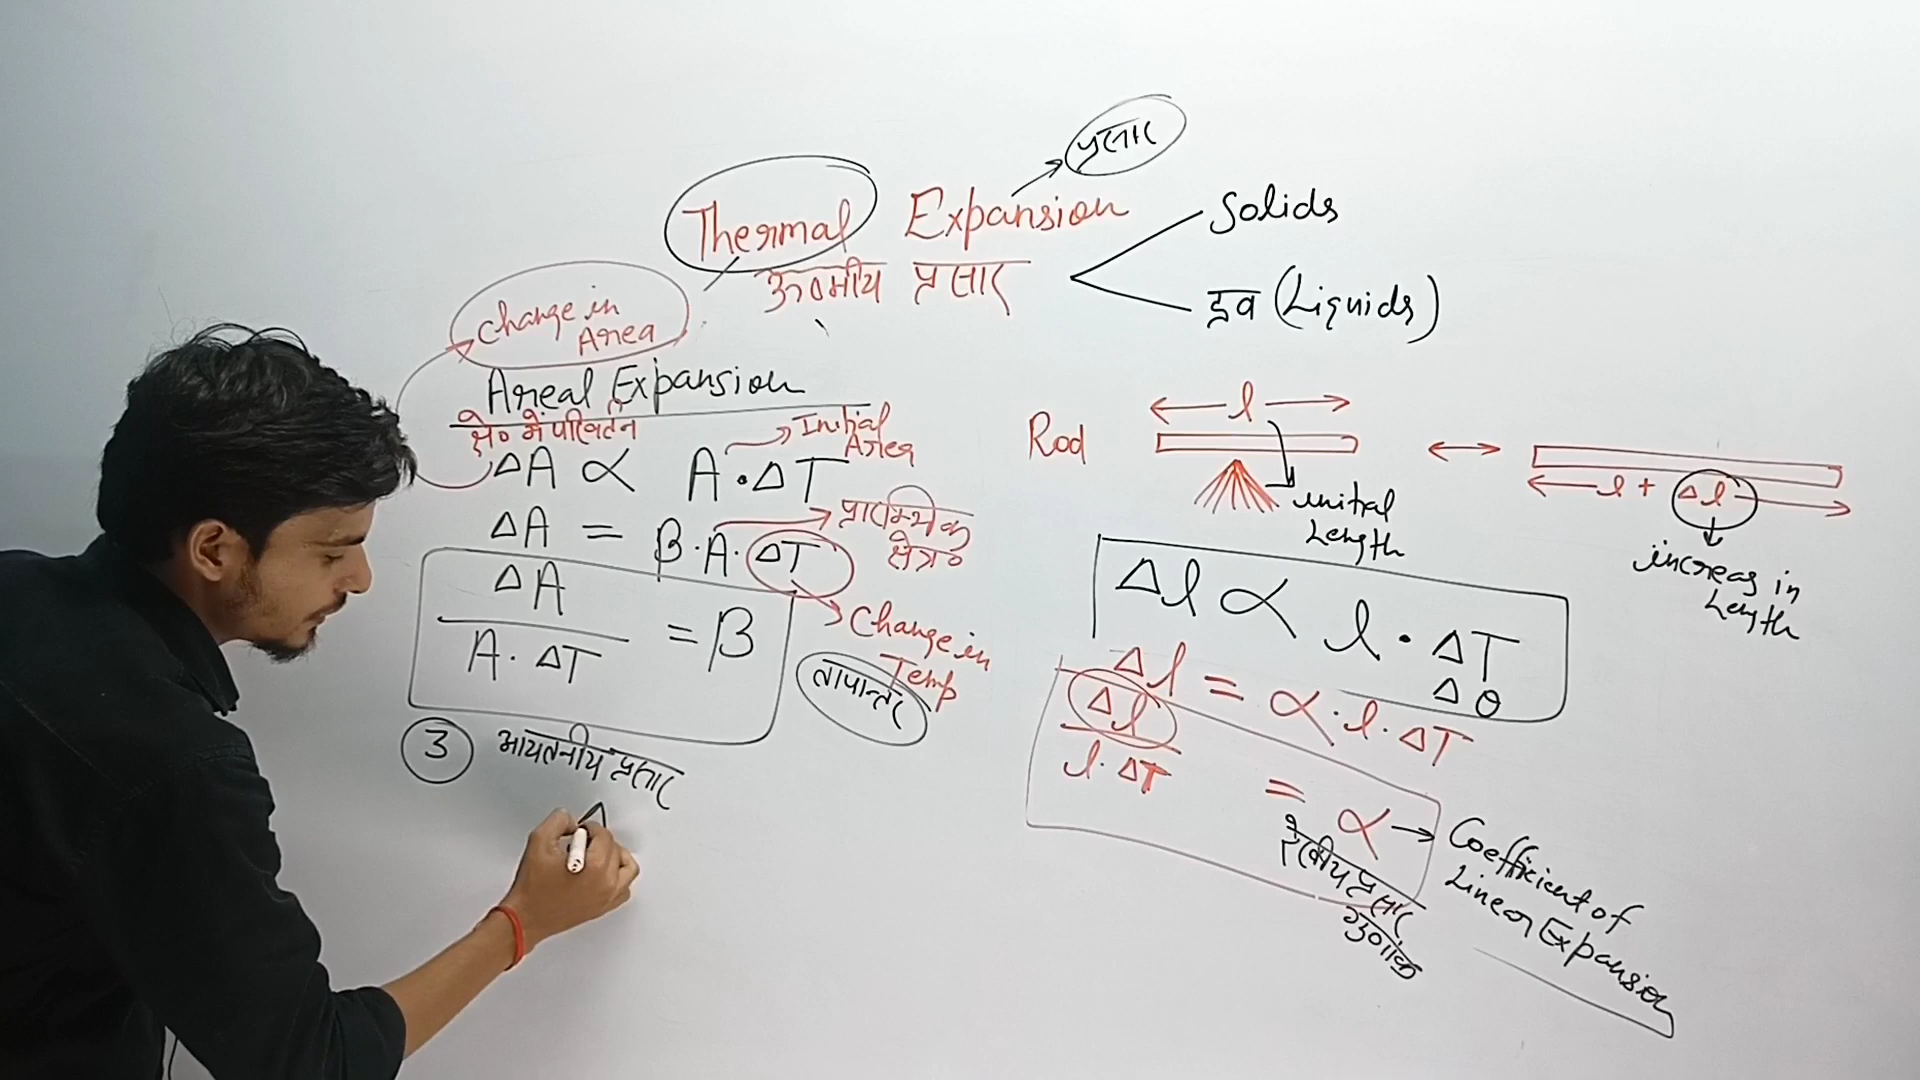 प्रसार
Thermal Expansion
ऊष्मीय प्रसार
Solids
द्रव (Liquids)
Change in
Area
Areal Expansion
क्षे० में परिवर्तन
Initial
Area
ΔA ∝ A·ΔT
ΔA = β·A·ΔT
प्रारम्भिक
क्षेत्र०
ΔA
A·ΔT
= β
Change in
Temp
तापान्तर
3 आयतनीय प्रसार
Rod
l
initial
Length
l + Δl
increas in
Length
Δl ∝ l·ΔT
Δθ
Δl = ∝·l·ΔT
Δl
l·ΔT
= ∝ → Coefficient of
Linear Expansion
रेखीय प्रसार
गुणांक